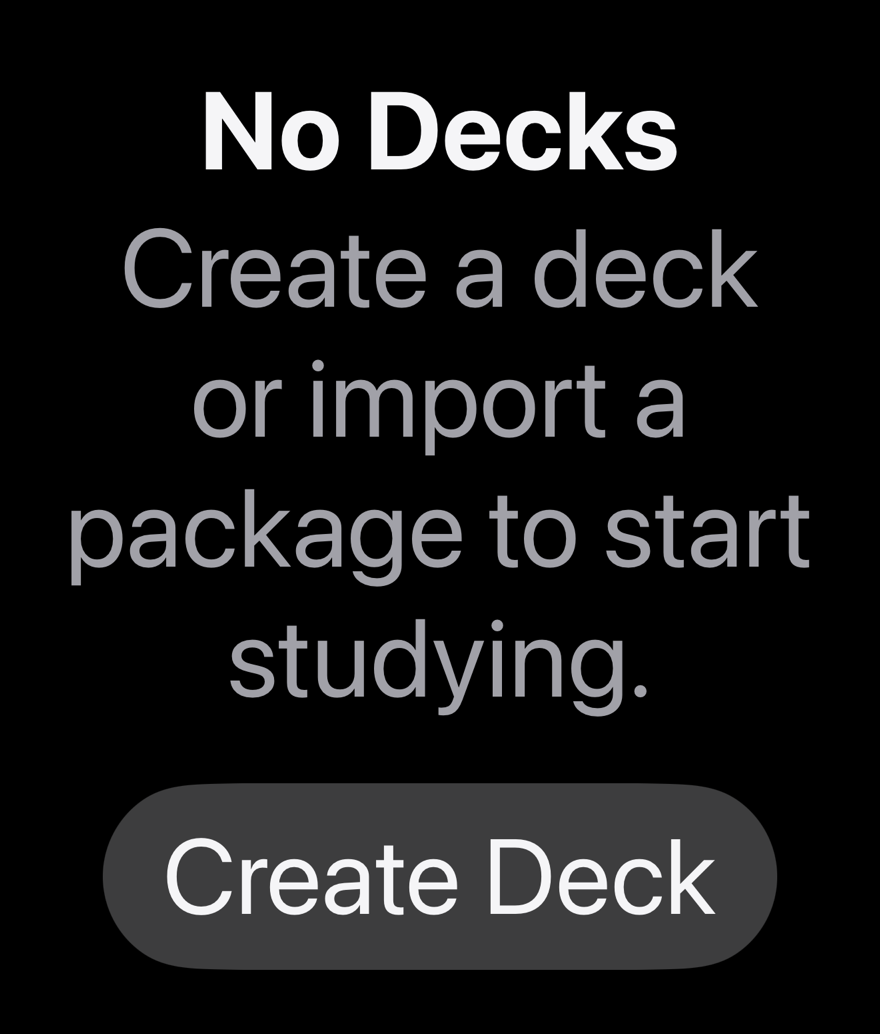 No Decks
Create a deck
or import a
package to start
studying.
Create Deck